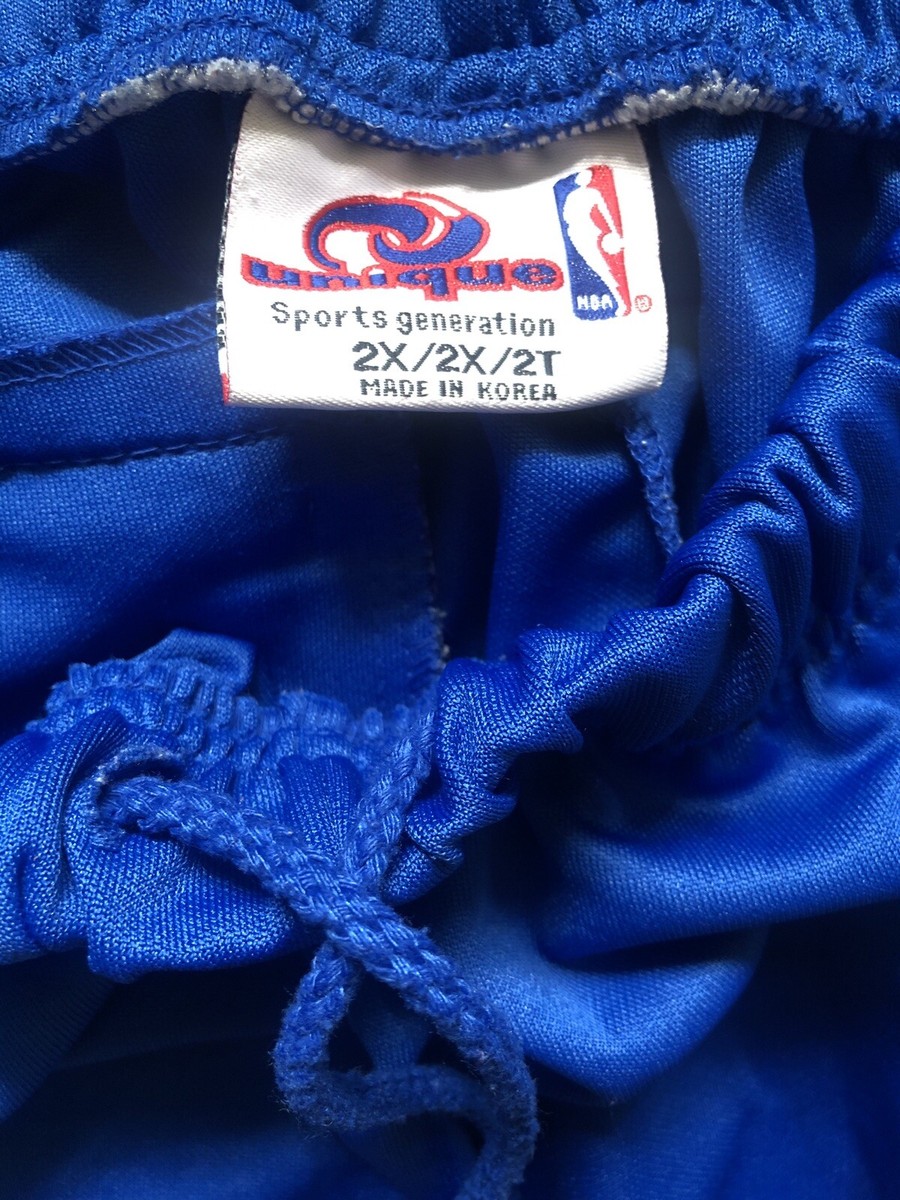 unique
NBA
®
Sports generation
2X/2X/2T
MADE IN KOREA